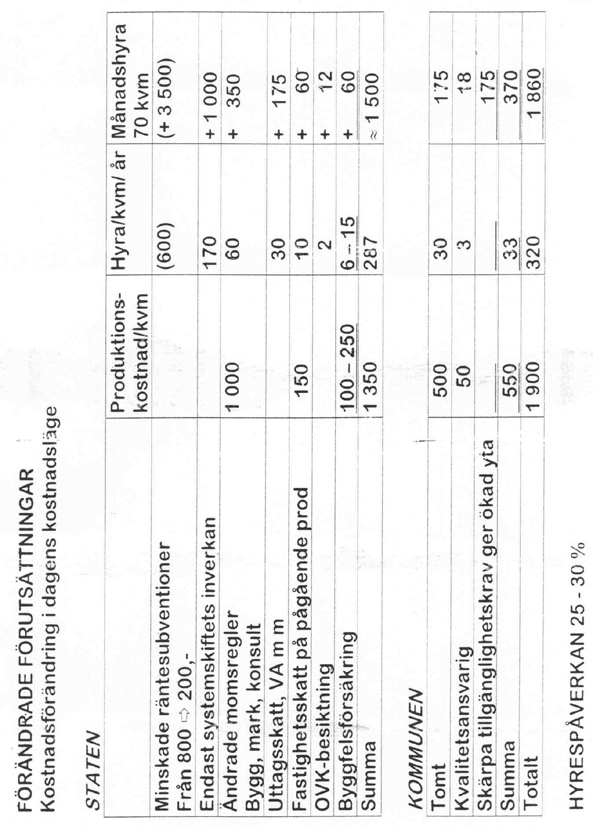 FÖRÄNDRADE FÖRUTSÄTTNINGAR
Kostnadsförändring i dagens kostnadsläge
STATEN
Produktions- Hyra/kvm/ år Månadshyra
kostnad/kvm 70 kvm
Minskade räntesubventioner (600) (+ 3 500)
Från 800 ⇨ 200,-
Endast systemskiftets inverkan 170 + 1 000
Ändrade momsregler 1 000 60 + 350
Bygg, mark, konsult
Uttagsskatt, VA m m 30 + 175
Fastighetsskatt på pågående prod 150 10 + 60
OVK-besiktning 2 + 12
Byggfelsförsäkring 100 – 250 6 – 15 + 60
Summa 1 350 287 ≈ 1 500
KOMMUNEN
Tomt 500 30 175
Kvalitetsansvarig 50 3 18
Skärpa tillgänglighetskrav ger ökad yta 175
Summa 550 33 370
Totalt 1 900 320 1 860
HYRESPÅVERKAN 25 - 30 %